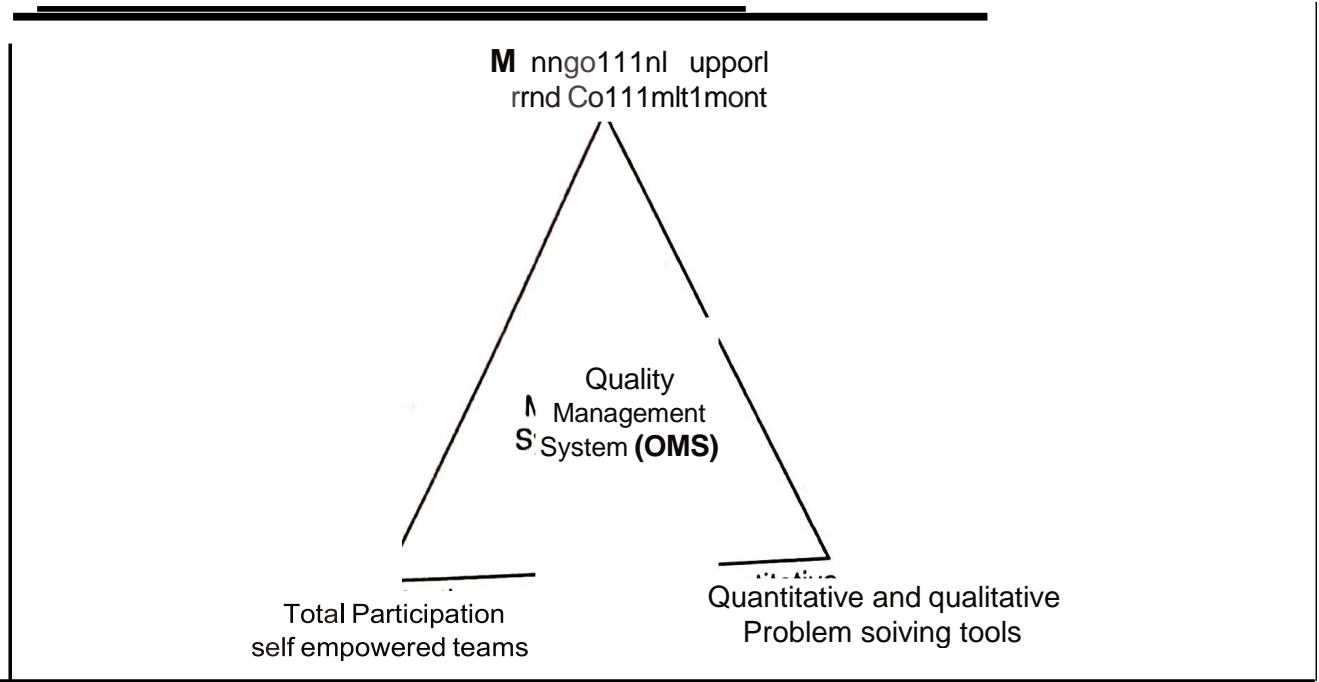 M nngo111nl upporl
rrnd Co111mlt1mont
Quality
Management
System (OMS)
Total Participation
self empowered teams
Quantitative and qualitative
Problem soiving tools